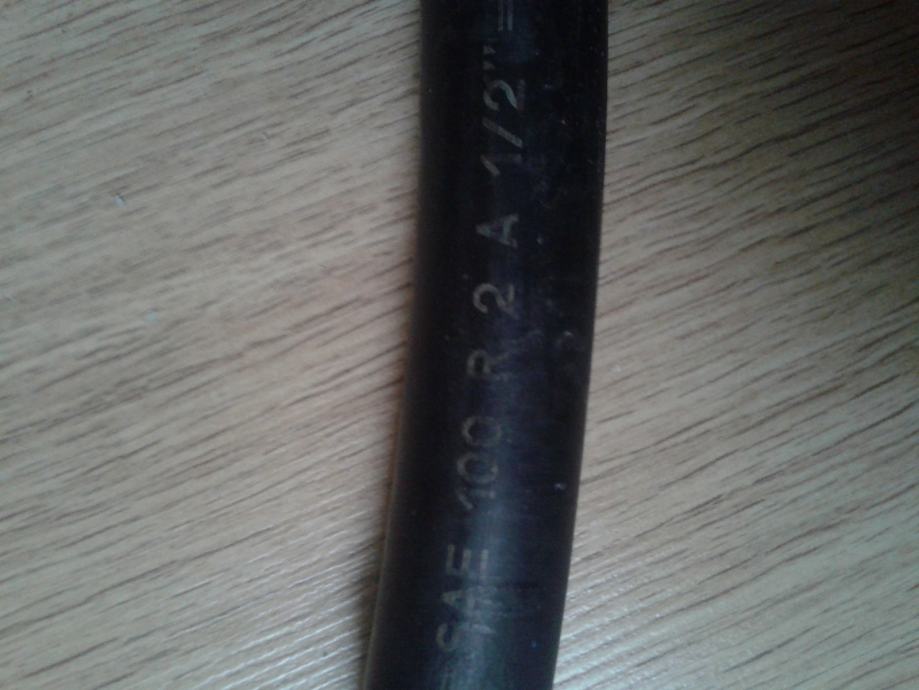 =SAE 100 R 2 A 1/2" =